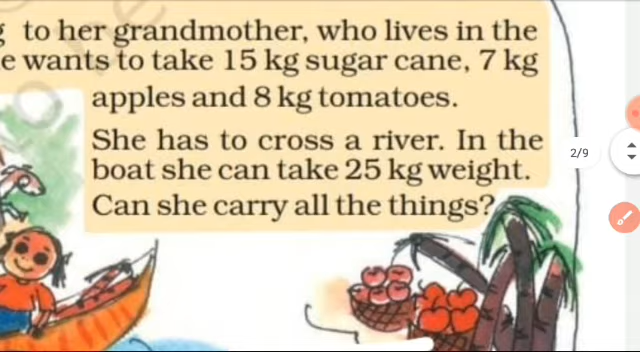 to her grandmother, who lives in the
e wants to take 15 kg sugar cane, 7 kg
apples and 8 kg tomatoes.
She has to cross a river. In the
boat she can take 25 kg weight.
Can she carry all the things?
2/9